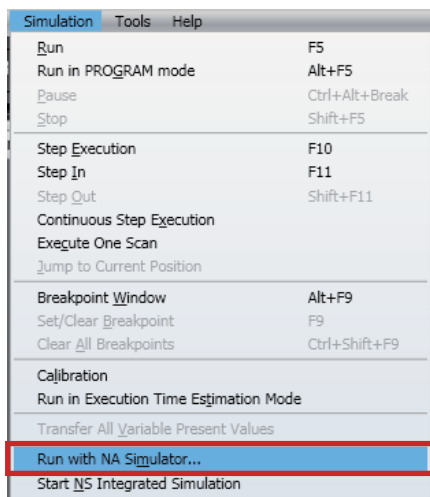 Simulation Tools Help
Run F5
Run in PROGRAM mode Alt+F5
Pause Ctrl+Alt+Break
Stop Shift+F5
Step Execution F10
Step In F11
Step Out Shift+F11
Continuous Step Execution
Execute One Scan
Jump to Current Position
Breakpoint Window Alt+F9
Set/Clear Breakpoint F9
Clear All Breakpoints Ctrl+Shift+F9
Calibration
Run in Execution Time Estimation Mode
Transfer All Variable Present Values
Run with NA Simulator...
Start NS Integrated Simulation